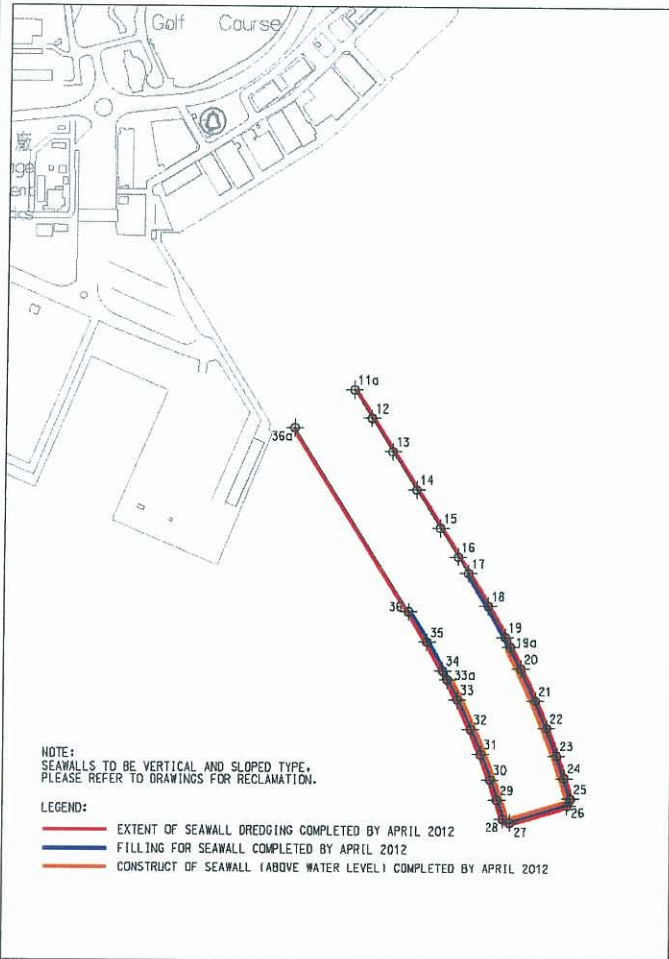 Golf Course
廠
11a
12
36a
13
14
15
16
17
18
36
19
35
19a
34
20
33a
33
21
32
22
31
23
30
24
29
25
28
27
26
NOTE:
SEAWALLS TO BE VERTICAL AND SLOPED TYPE.
PLEASE REFER TO DRAWINGS FOR RECLAMATION.
LEGEND:
EXTENT OF SEAWALL DREDGING COMPLETED BY APRIL 2012
FILLING FOR SEAWALL COMPLETED BY APRIL 2012
CONSTRUCT OF SEAWALL (ABOVE WATER LEVEL) COMPLETED BY APRIL 2012